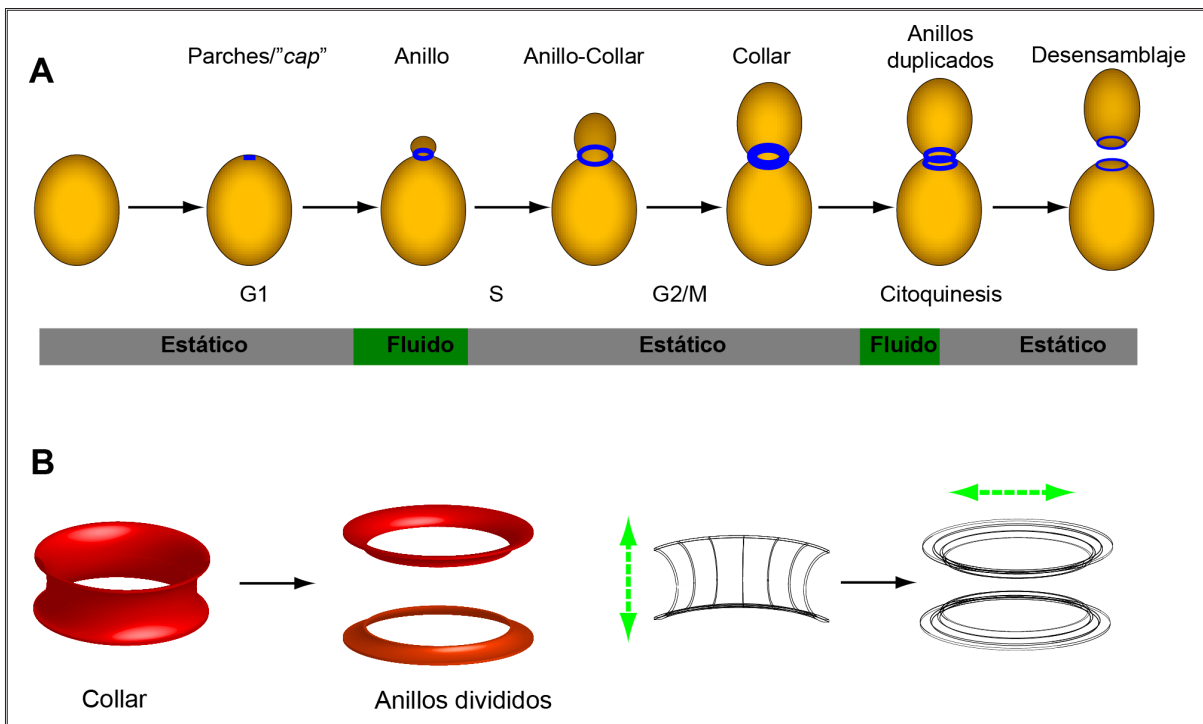 A
Parches/"cap"
Anillo
Anillo-Collar
Collar
Anillos
duplicados
Desensamblaje
G1
S
G2/M
Citoquinesis
Estático
Fluido
Estático
Fluido
Estático
B
Collar
Anillos divididos